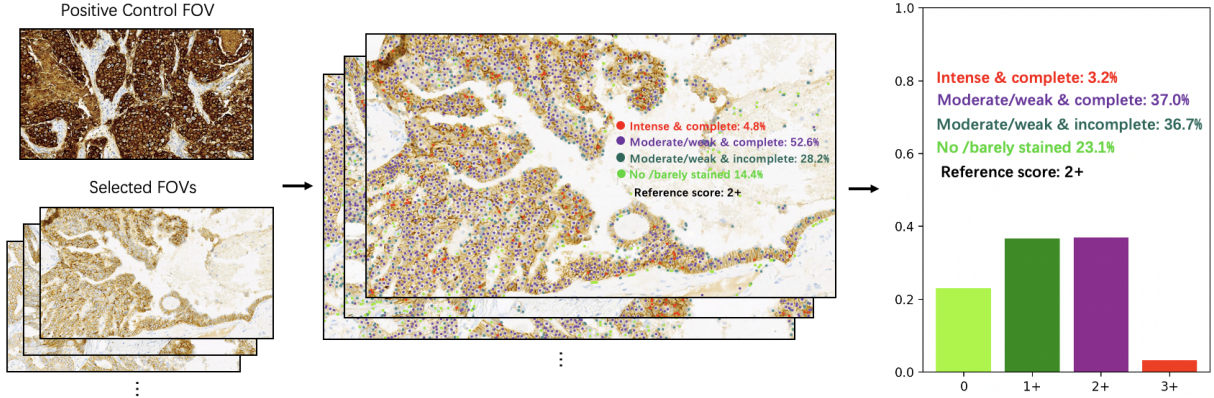 Positive Control FOV
Selected FOVs
Intense & complete: 4.8%
Moderate/weak & complete: 52.6%
Moderate/weak & incomplete: 28.2%
No /barely stained 14.4%
Reference score: 2+
1.0
0.8
0.6
0.4
0.2
0.0
Intense & complete: 3.2%
Moderate/weak & complete: 37.0%
Moderate/weak & incomplete: 36.7%
No /barely stained 23.1%
Reference score: 2+
0 1+ 2+ 3+